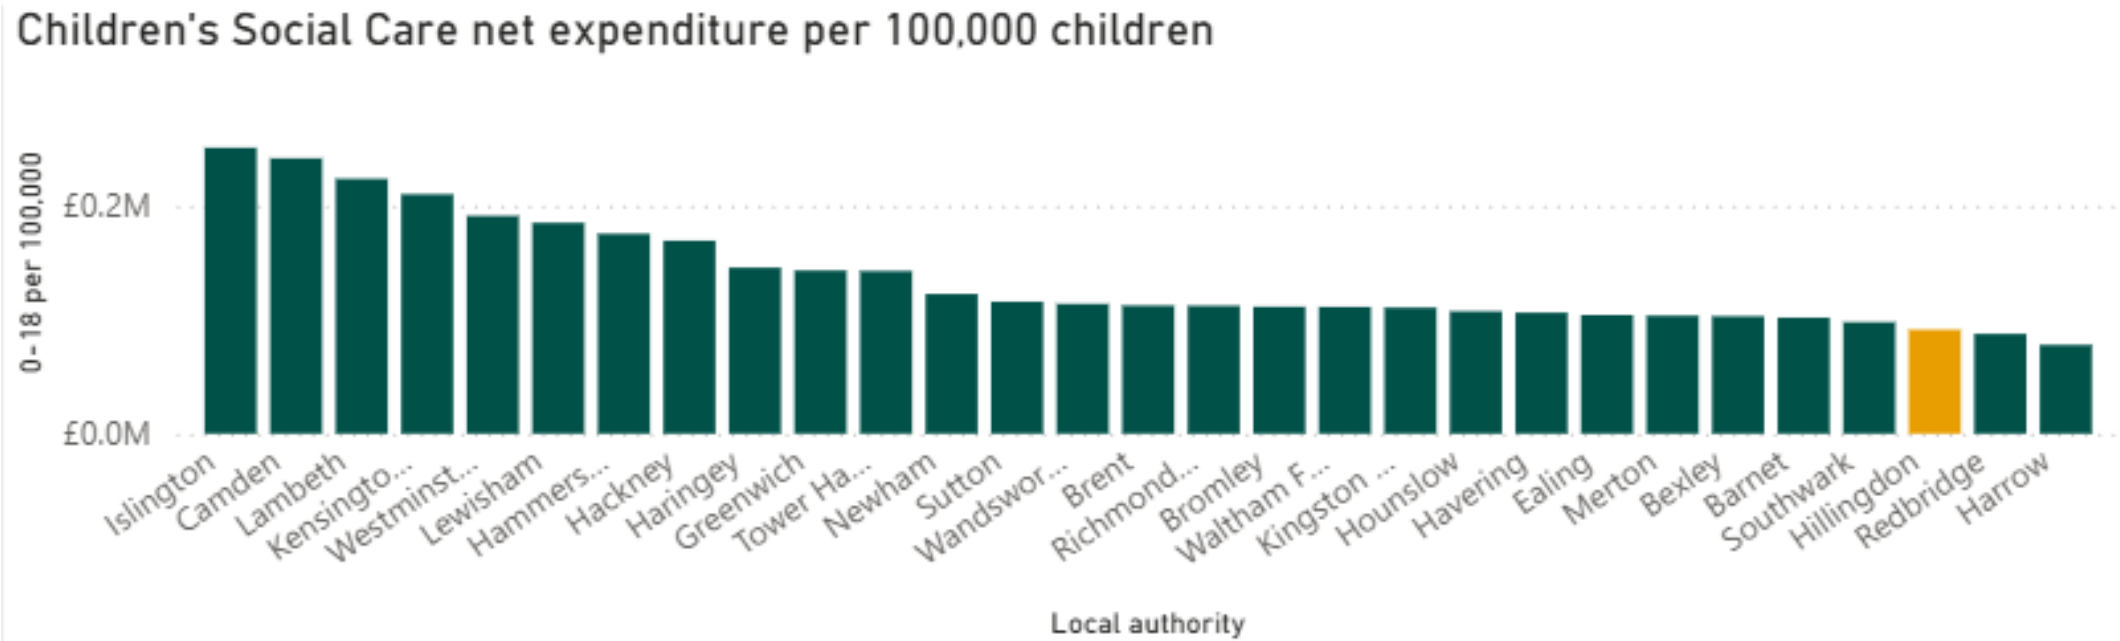 Children's Social Care net expenditure per 100,000 children
0-18 per 100,000
£0.2M
£0.0M
Islington
Camden
Lambeth
Kensingto...
Westminst...
Lewisham
Hammers...
Hackney
Haringey
Greenwich
Tower Ha...
Newham
Sutton
Wandswor...
Brent
Richmond...
Bromley
Waltham F...
Kingston ...
Hounslow
Havering
Ealing
Merton
Bexley
Barnet
Southwark
Hillingdon
Redbridge
Harrow
Local authority